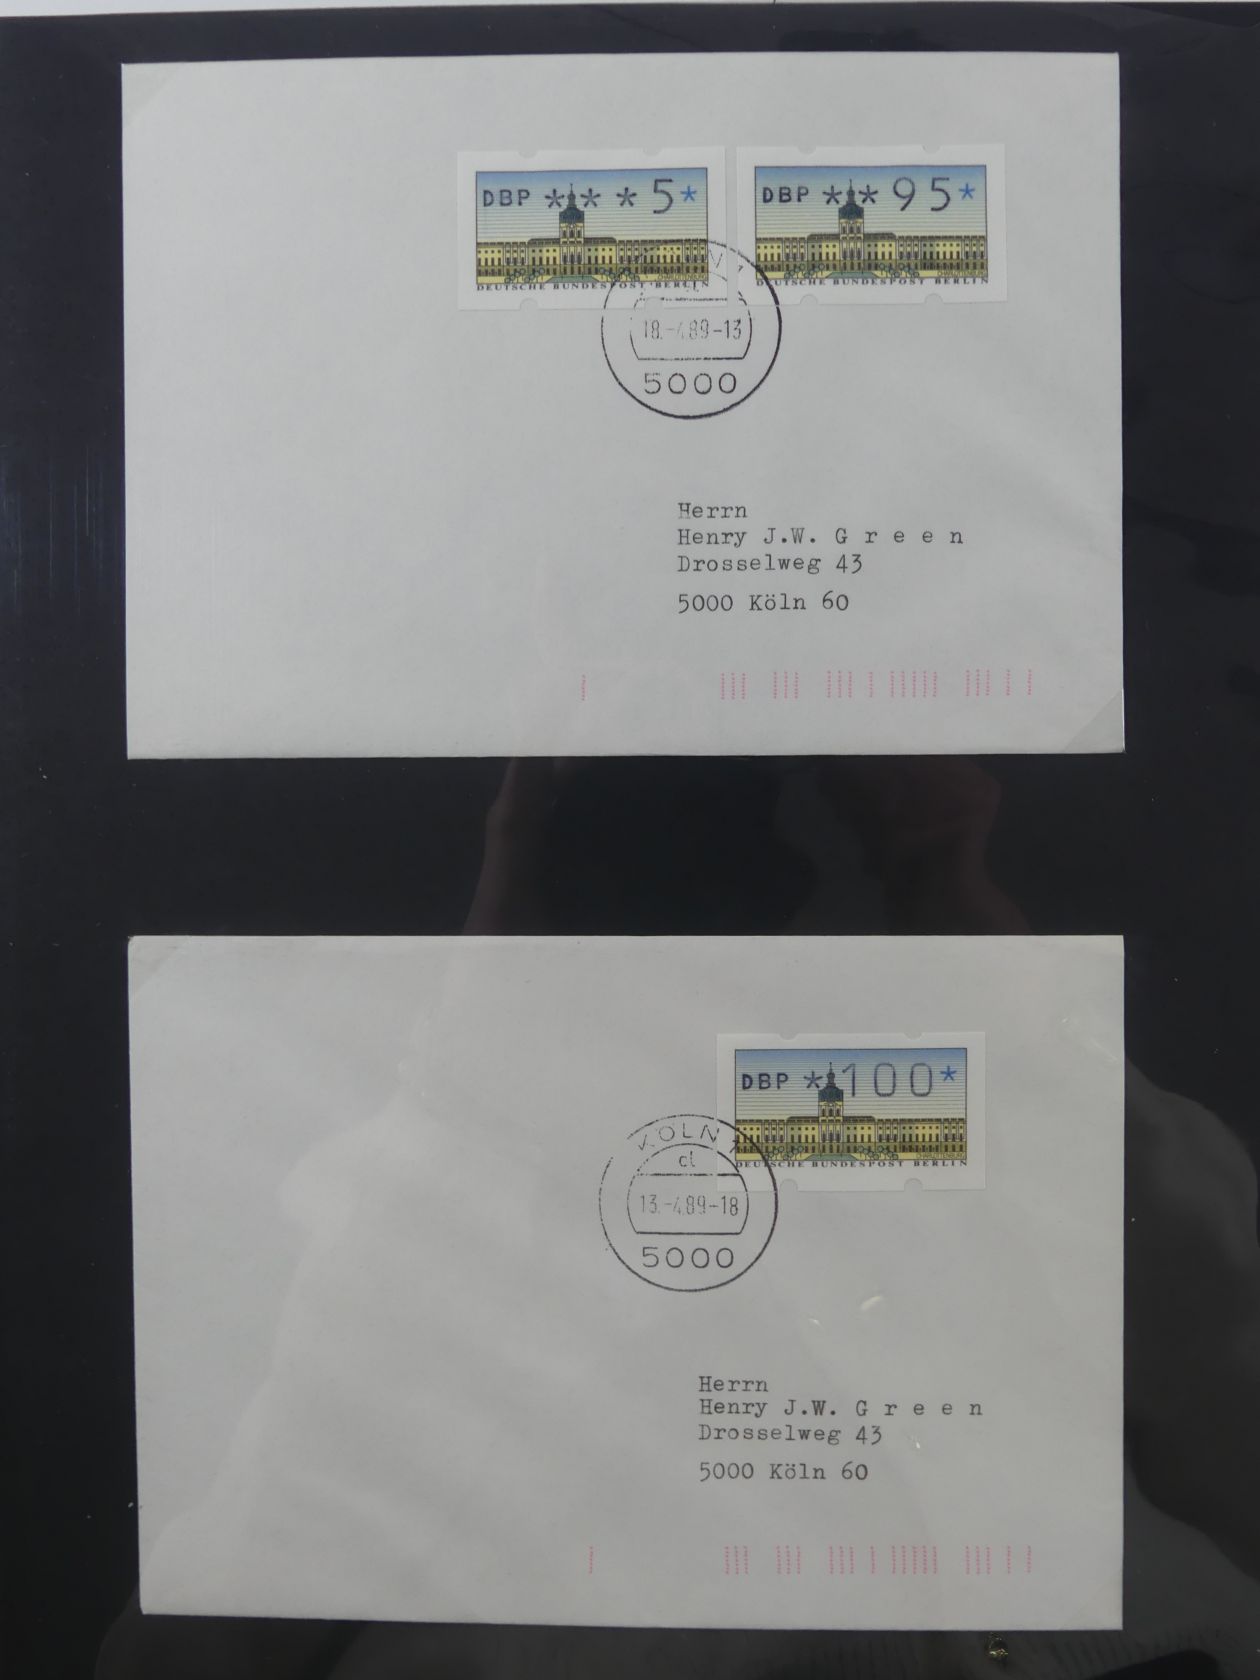 DBP ***5*
DEUTSCHE BUNDESPOST BERLIN
DBP **95*
DEUTSCHE BUNDESPOST BERLIN
18.-4.89-13
5000
Herrn
Henry J.W. G r e e n
Drosselweg 43
5000 Köln 60
DBP *100*
DEUTSCHE BUNDESPOST BERLIN
KÖLN 1
cl
13.-4.89-18
5000
Herrn
Henry J.W. G r e e n
Drosselweg 43
5000 Köln 60